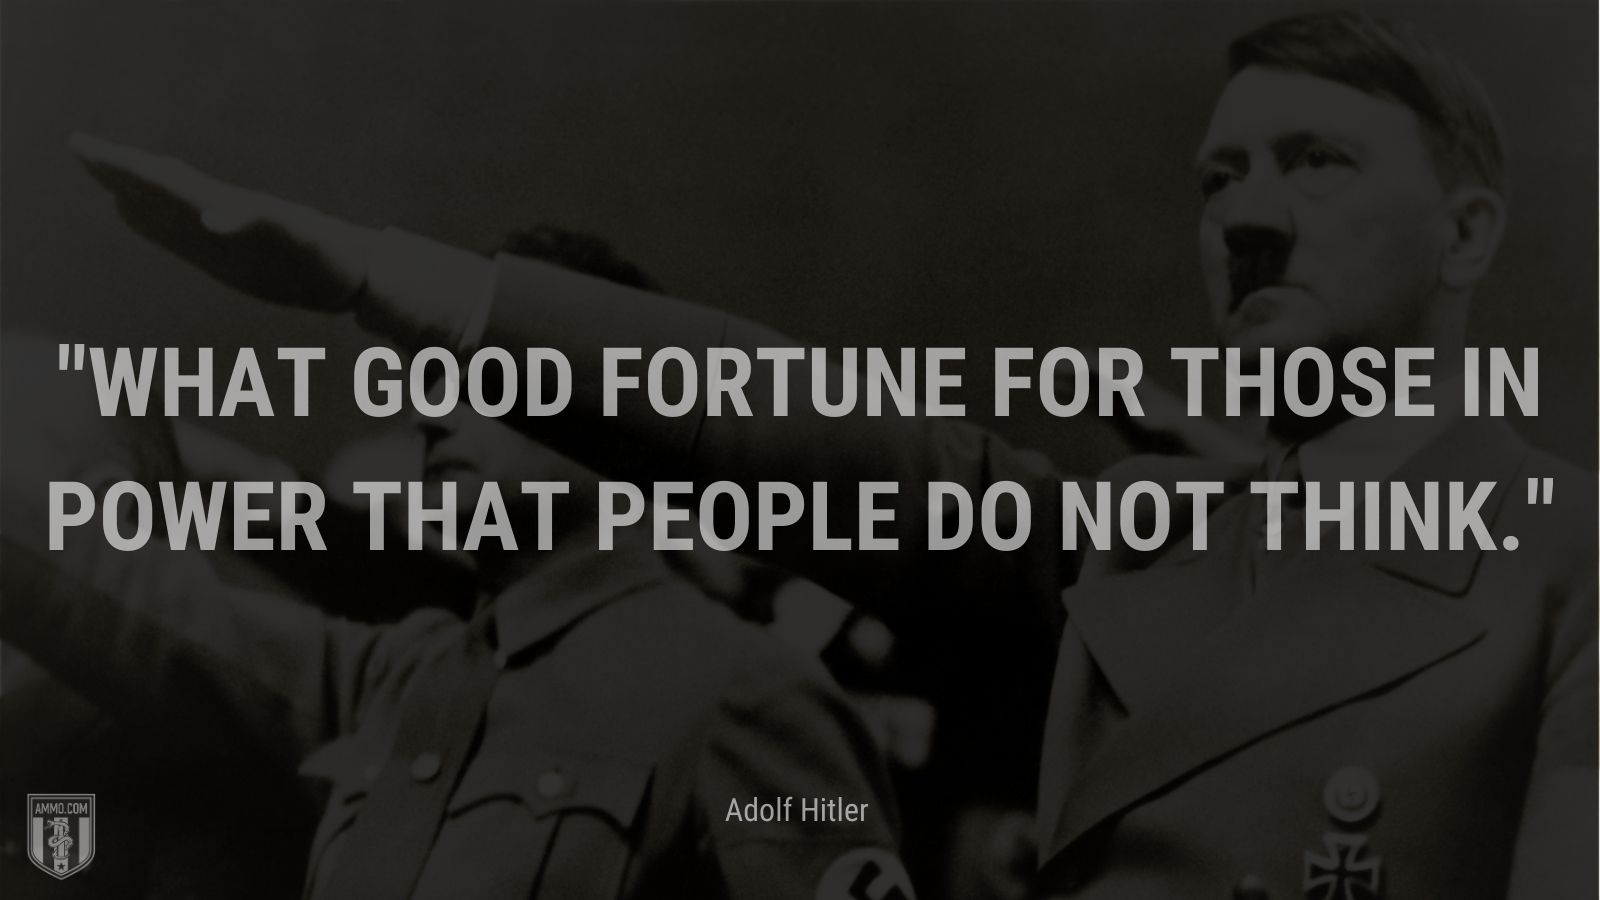 "WHAT GOOD FORTUNE FOR THOSE IN
POWER THAT PEOPLE DO NOT THINK."
Adolf Hitler
AMMO.COM